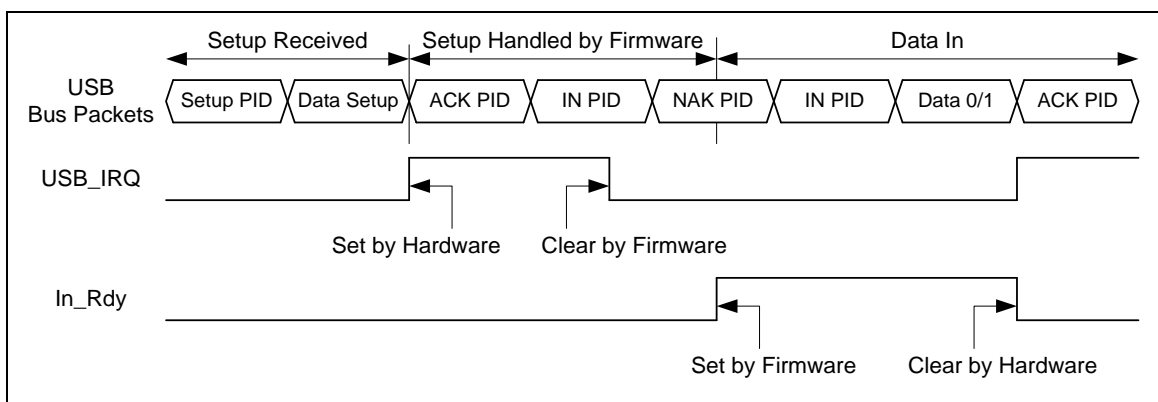 Setup Received Setup Handled by Firmware Data In
USB
Bus Packets
Setup PID Data Setup ACK PID IN PID NAK PID IN PID Data 0/1 ACK PID
USB_IRQ
Set by Hardware Clear by Firmware
In_Rdy
Set by Firmware Clear by Hardware